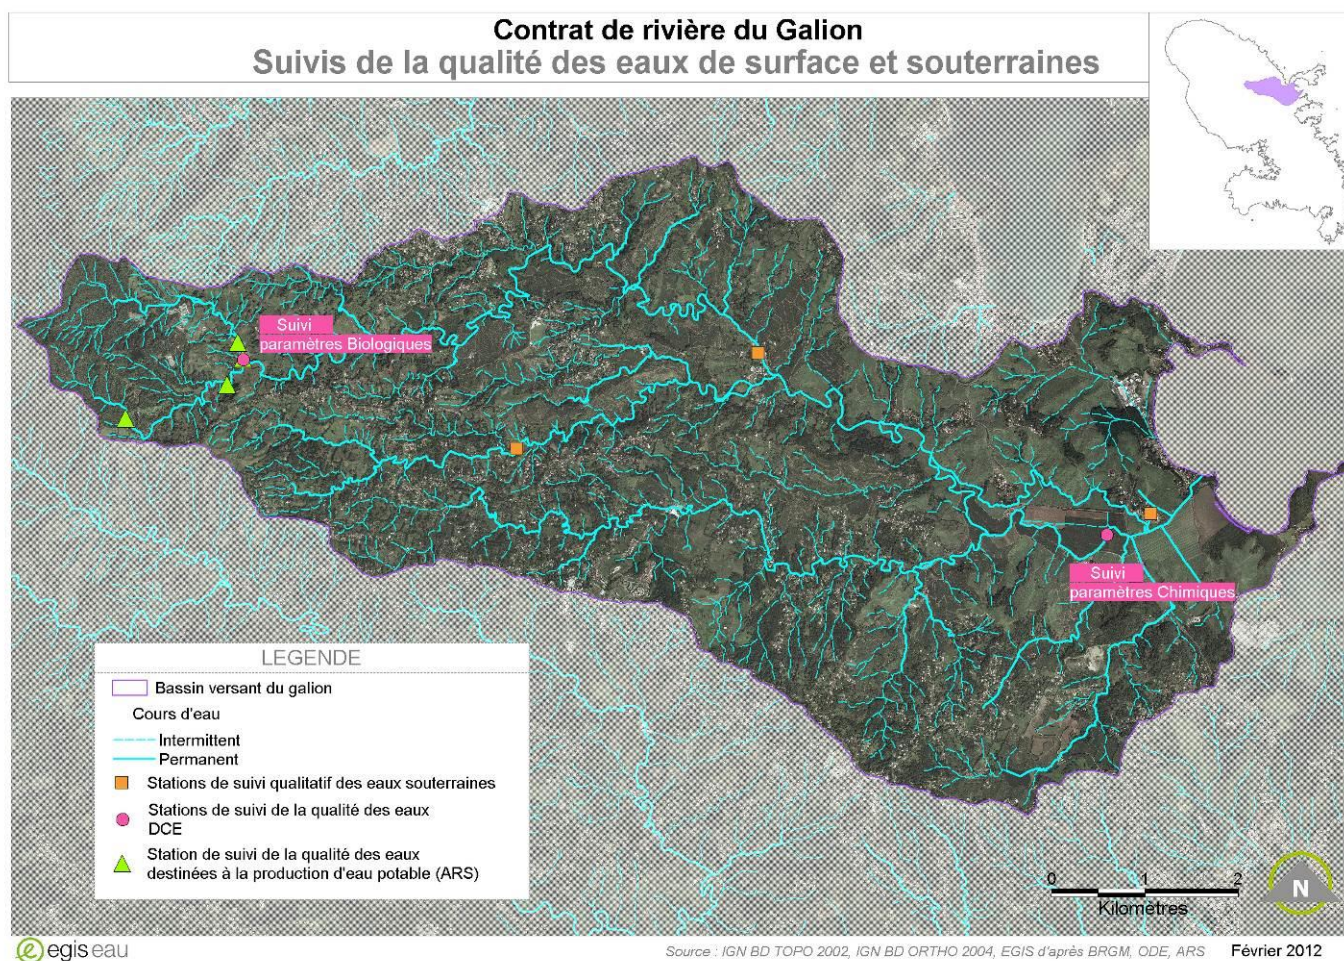 Contrat de rivière du Galion
Suivis de la qualité des eaux de surface et souterraines
Suivi
paramètres Biologiques
Suivi
paramètres Chimiques
LEGENDE
Bassin versant du galion
Cours d'eau
Intermittent
Permanent
Stations de suivi qualitatif des eaux souterraines
Stations de suivi de la qualité des eaux
DCE
Station de suivi de la qualité des eaux
destinées à la production d'eau potable (ARS)
0 1 2
Kilomètres
N
egis eau
Source : IGN BD TOPO 2002, IGN BD ORTHO 2004, EGIS d'après BRGM, ODE, ARS Février 2012